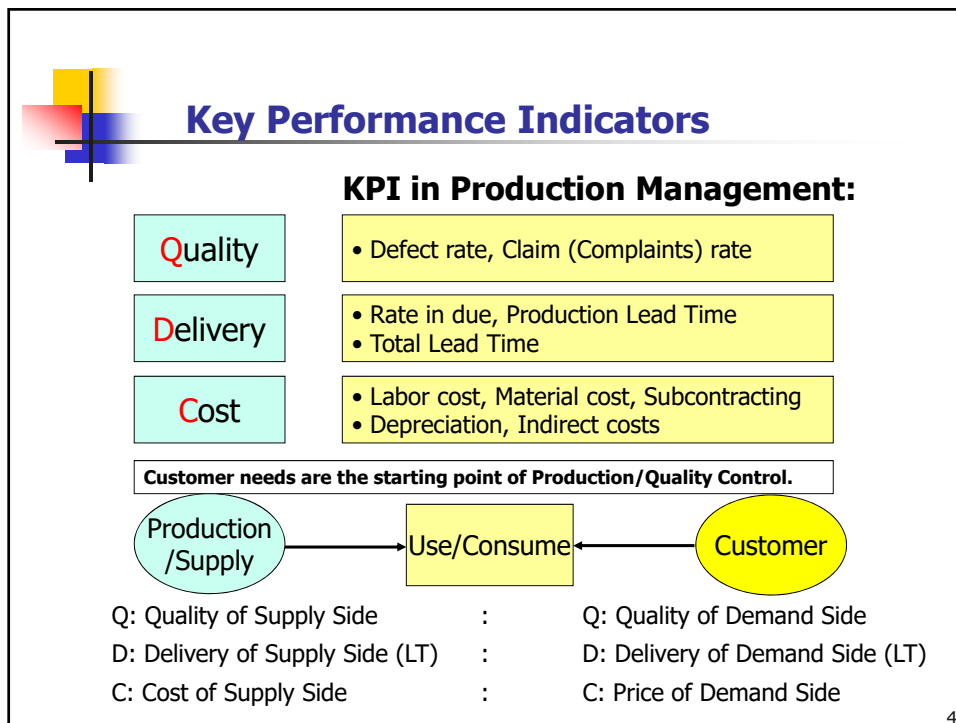 Key Performance Indicators
KPI in Production Management:
Quality
• Defect rate, Claim (Complaints) rate
Delivery
• Rate in due, Production Lead Time
• Total Lead Time
Cost
• Labor cost, Material cost, Subcontracting
• Depreciation, Indirect costs
Customer needs are the starting point of Production/Quality Control.
Production
/Supply
Use/Consume
Customer
Q: Quality of Supply Side : Q: Quality of Demand Side
D: Delivery of Supply Side (LT) : D: Delivery of Demand Side (LT)
C: Cost of Supply Side : C: Price of Demand Side
4